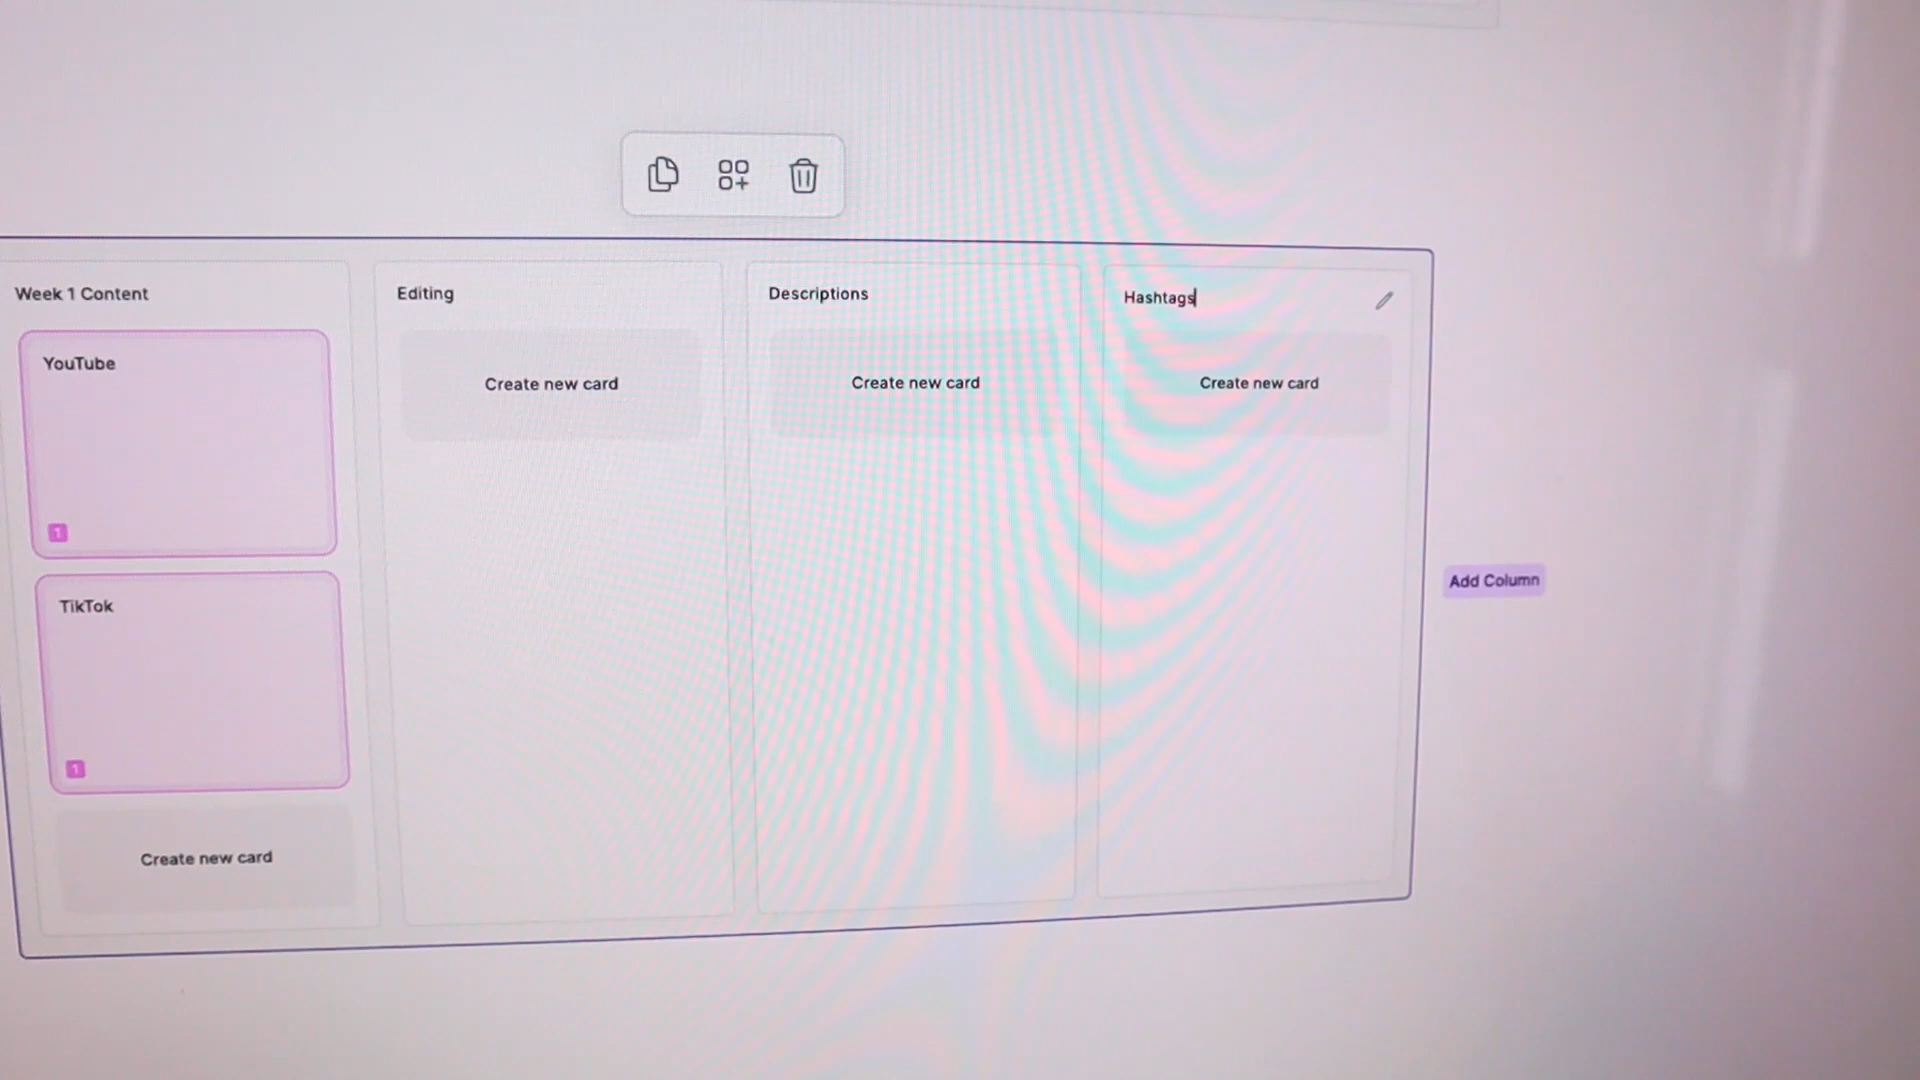 Week 1 Content
YouTube
1
TikTok
1
Create new card
Editing
Create new card
Descriptions
Create new card
Hashtags
Create new card
Add Column